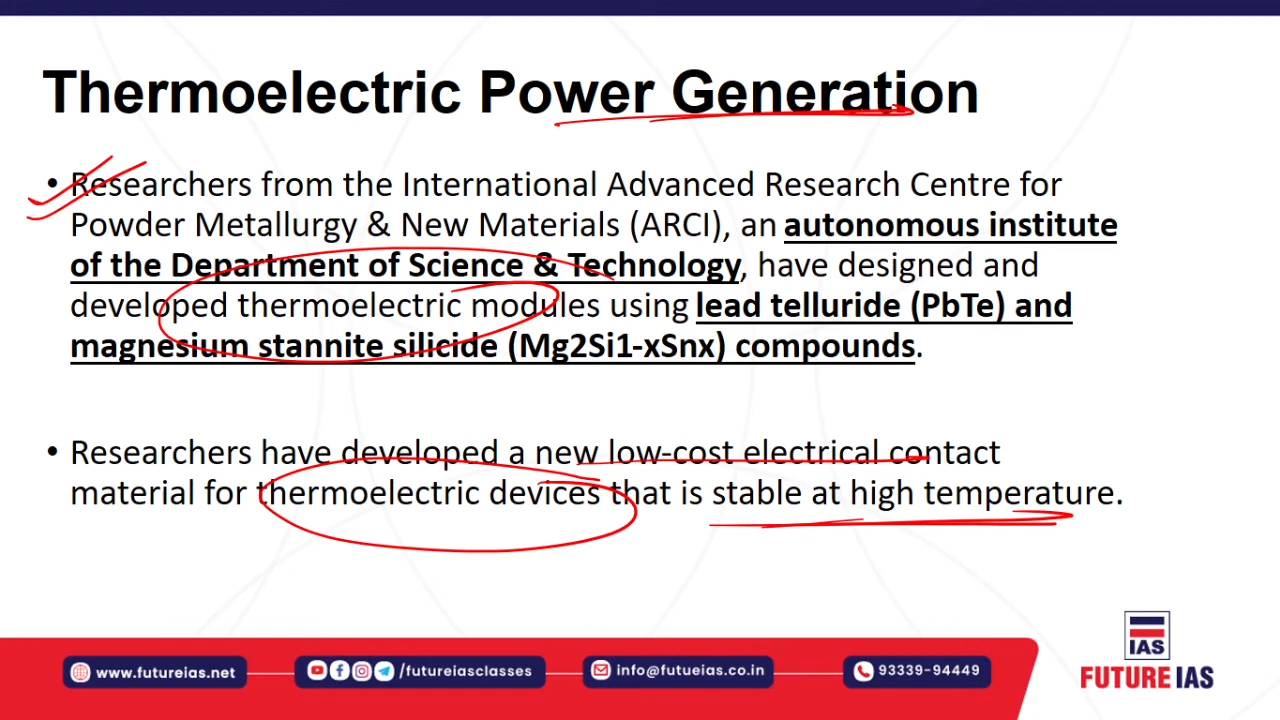 Thermoelectric Power Generation
• Researchers from the International Advanced Research Centre for
Powder Metallurgy & New Materials (ARCI), an autonomous institute
of the Department of Science & Technology, have designed and
developed thermoelectric modules using lead telluride (PbTe) and
magnesium stannite silicide (Mg2Si1-xSnx) compounds.
• Researchers have developed a new low-cost electrical contact
material for thermoelectric devices that is stable at high temperature.
IAS
FUTURE IAS
www.futureias.net
/futureiasclasses
info@futueias.co.in
93339-94449